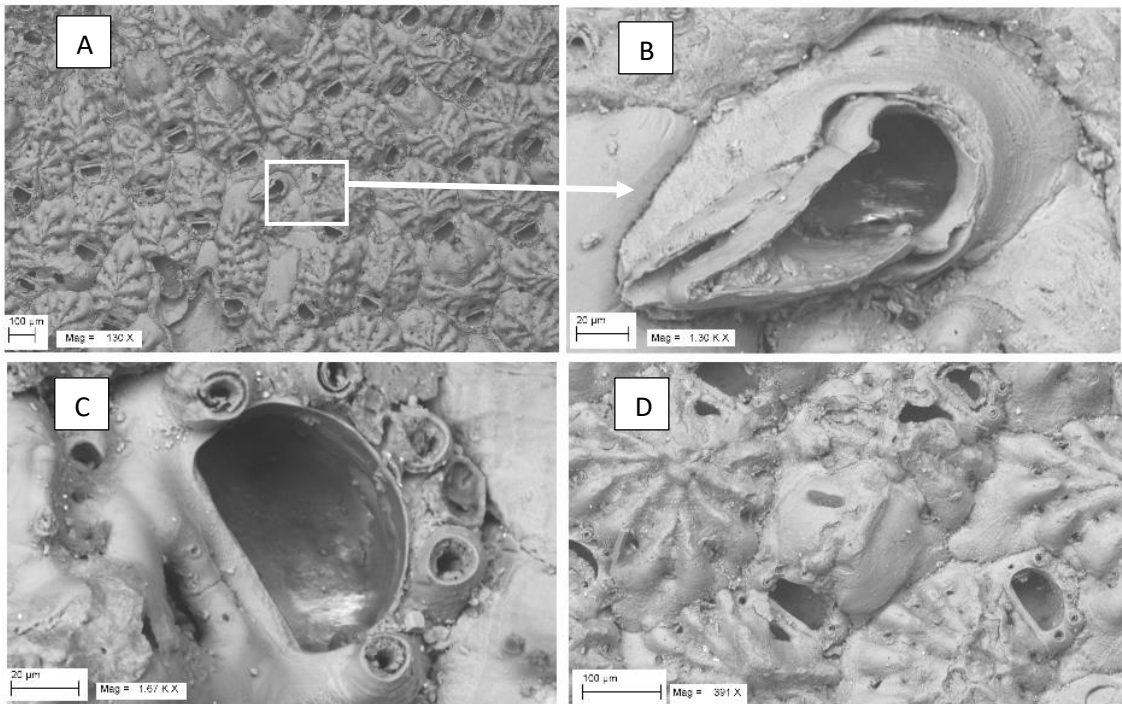 A
100 µm
Mag = 130 X
B
20 µm
Mag = 1.30 K X
C
20 µm
Mag = 1.67 K X
D
100 µm
Mag = 391 X